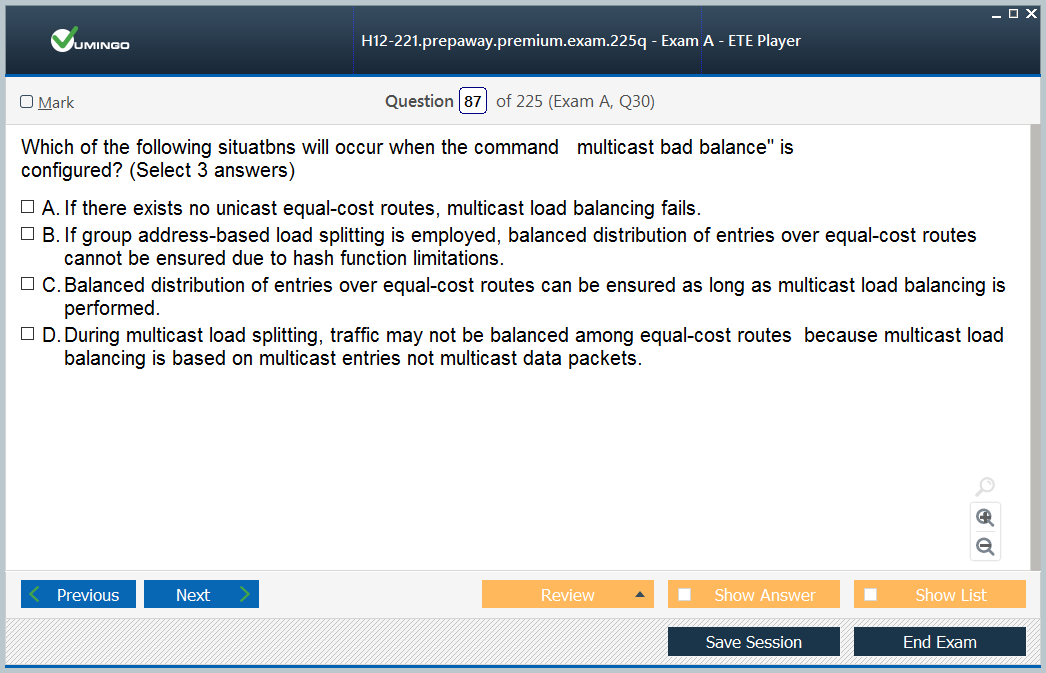 VUMINGO
H12-221.prepaway.premium.exam.225q - Exam A - ETE Player
Mark
Question 87 of 225 (Exam A, Q30)
Which of the following situatbns will occur when the command   multicast bad balance" is
configured? (Select 3 answers)
A. If there exists no unicast equal-cost routes, multicast load balancing fails.
B. If group address-based load splitting is employed, balanced distribution of entries over equal-cost routes
cannot be ensured due to hash function limitations.
C. Balanced distribution of entries over equal-cost routes can be ensured as long as multicast load balancing is
performed.
D. During multicast load splitting, traffic may not be balanced among equal-cost routes  because multicast load
balancing is based on multicast entries not multicast data packets.
Previous
Next
Review
Show Answer
Show List
Save Session
End Exam